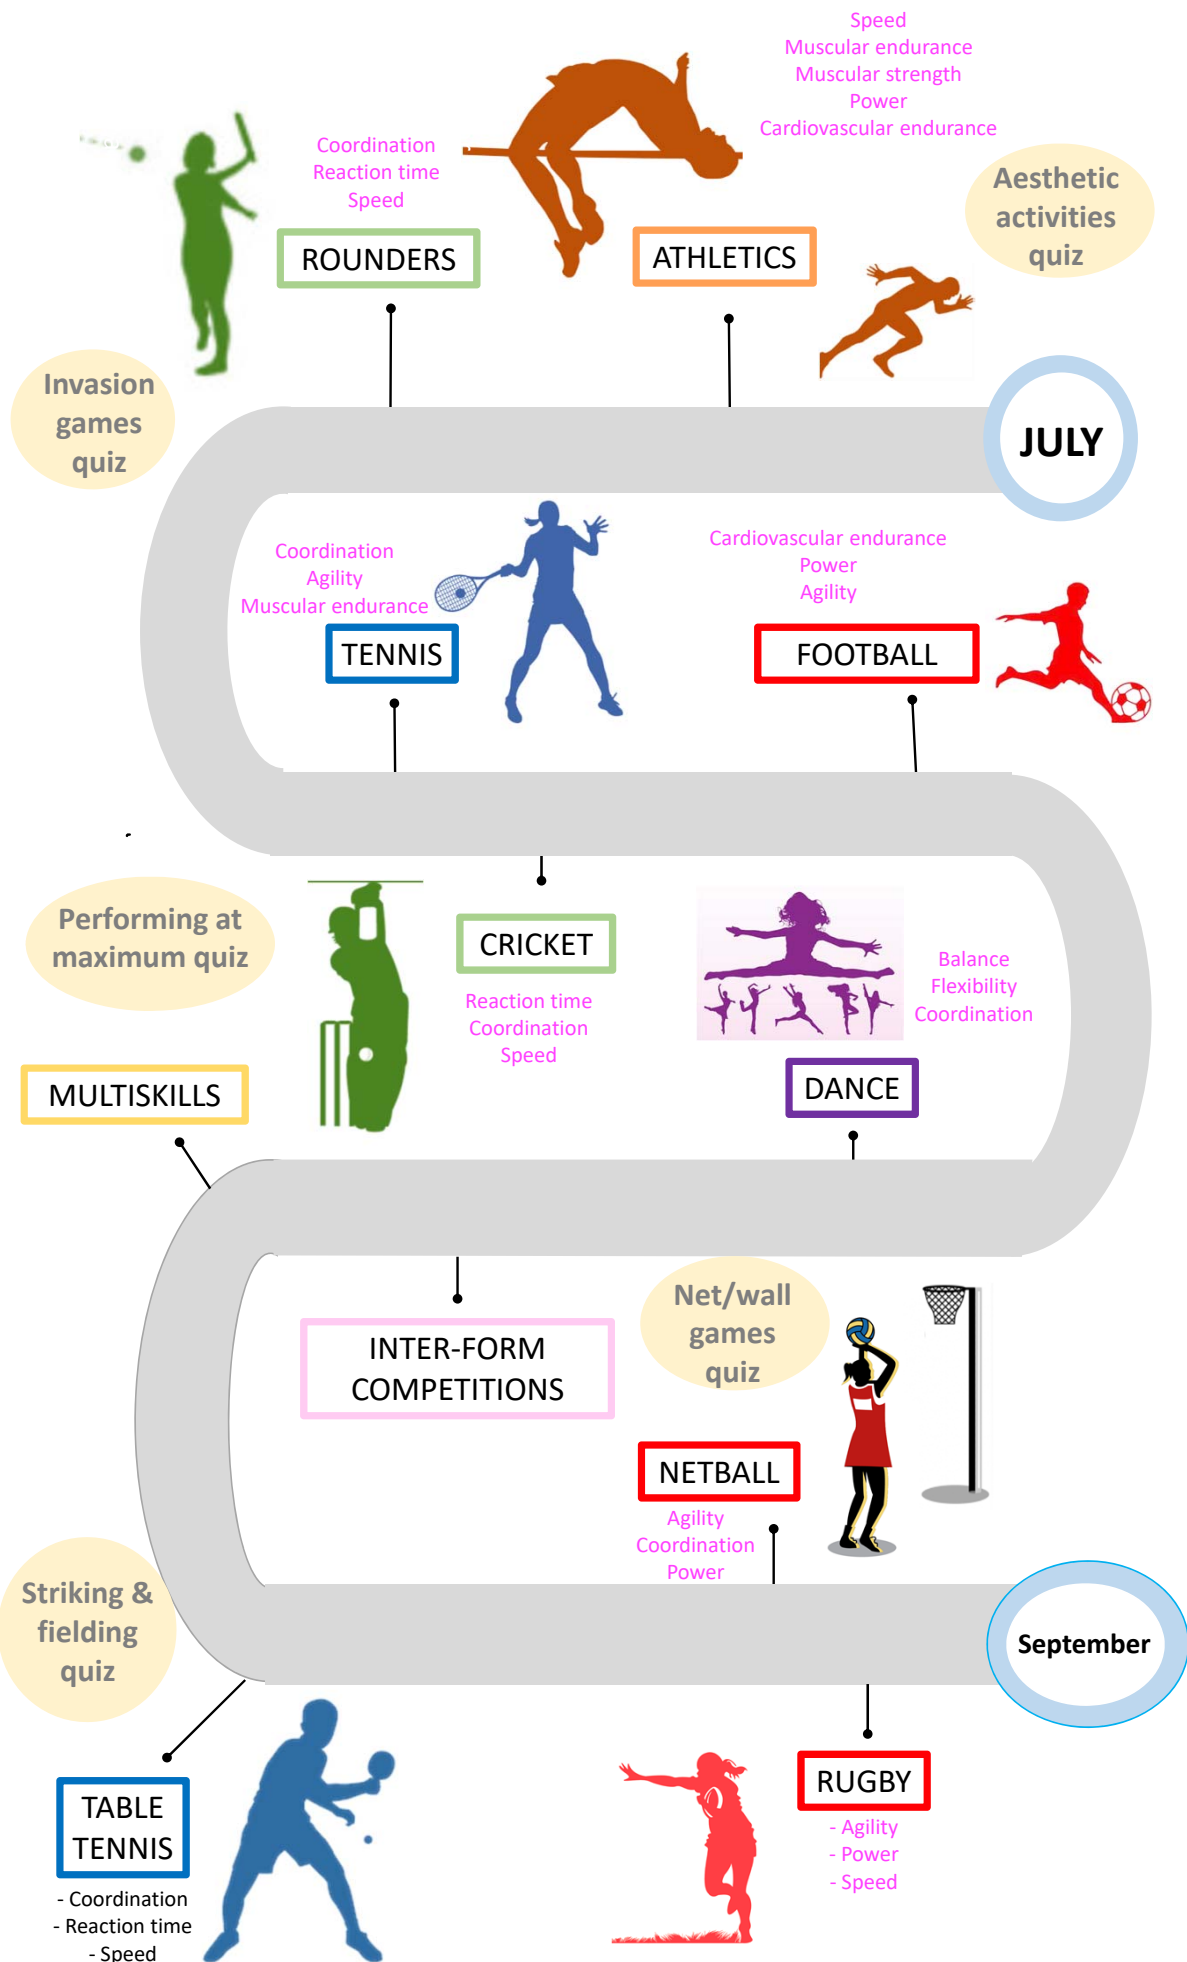 Speed
Muscular endurance
Muscular strength
Power
Cardiovascular endurance
Coordination
Reaction time
Speed
ROUNDERS
ATHLETICS
Aesthetic
activities
quiz
Invasion
games
quiz
JULY
Coordination
Agility
Muscular endurance
TENNIS
Cardiovascular endurance
Power
Agility
FOOTBALL
Performing at
maximum quiz
CRICKET
Reaction time
Coordination
Speed
Balance
Flexibility
Coordination
DANCE
MULTISKILLS
INTER-FORM
COMPETITIONS
Net/wall
games
quiz
NETBALL
Agility
Coordination
Power
Striking &
fielding
quiz
September
TABLE
TENNIS
- Coordination
- Reaction time
- Speed
RUGBY
- Agility
- Power
- Speed